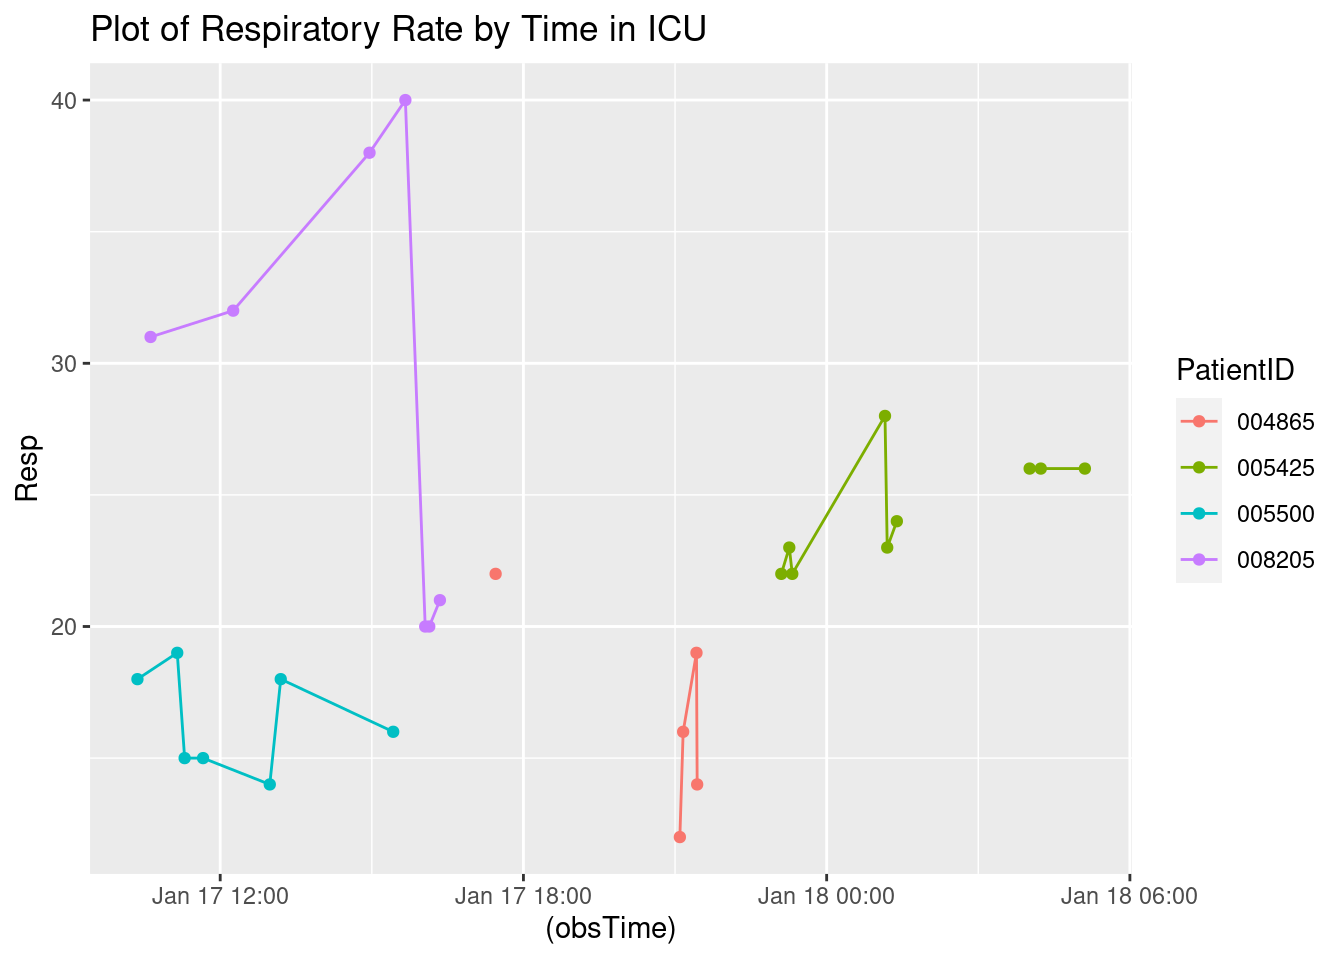 Plot of Respiratory Rate by Time in ICU
40
30
20
Resp
Jan 17 12:00
Jan 17 18:00
Jan 18 00:00
Jan 18 06:00
(obsTime)
PatientID
004865
005425
005500
008205